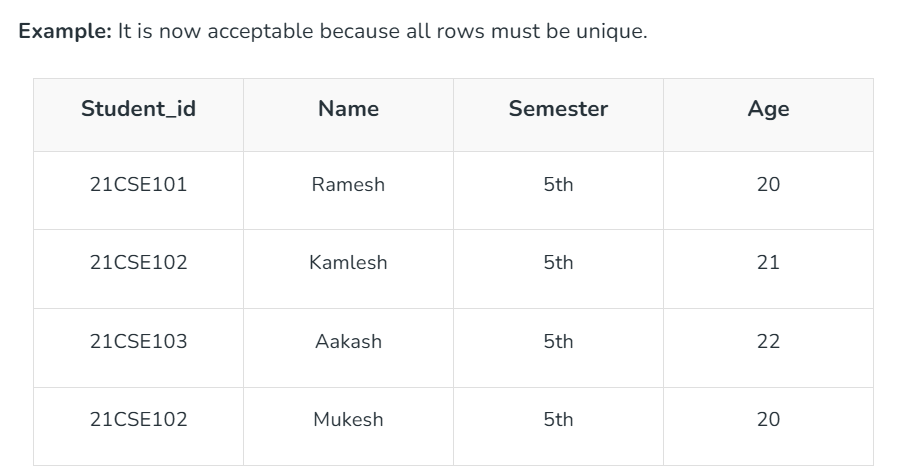 Example: It is now acceptable because all rows must be unique.
Student_id Name Semester Age
21CSE101 Ramesh 5th 20
21CSE102 Kamlesh 5th 21
21CSE103 Aakash 5th 22
21CSE102 Mukesh 5th 20